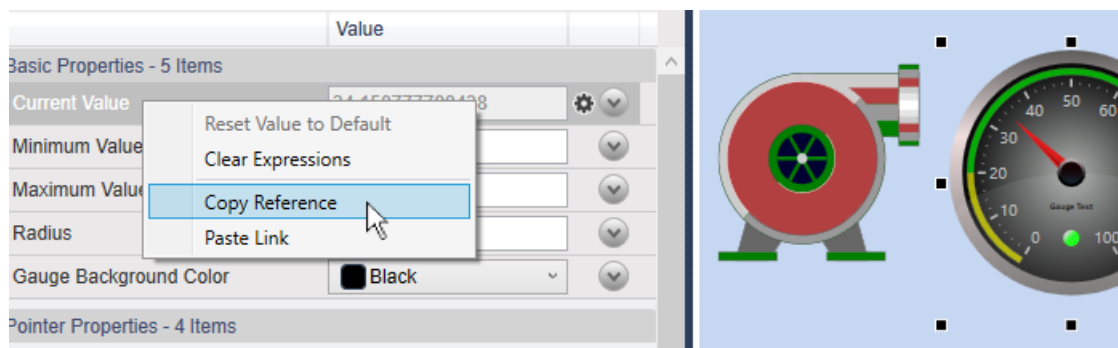 Value
Basic Properties - 5 Items
Current Value
Reset Value to Default
Clear Expressions
Minimum Value
Maximum Value
Copy Reference
Paste Link
Radius
Gauge Background Color Black
Pointer Properties - 4 Items
40 50 60
30
20
10
0 100
Gauge Text